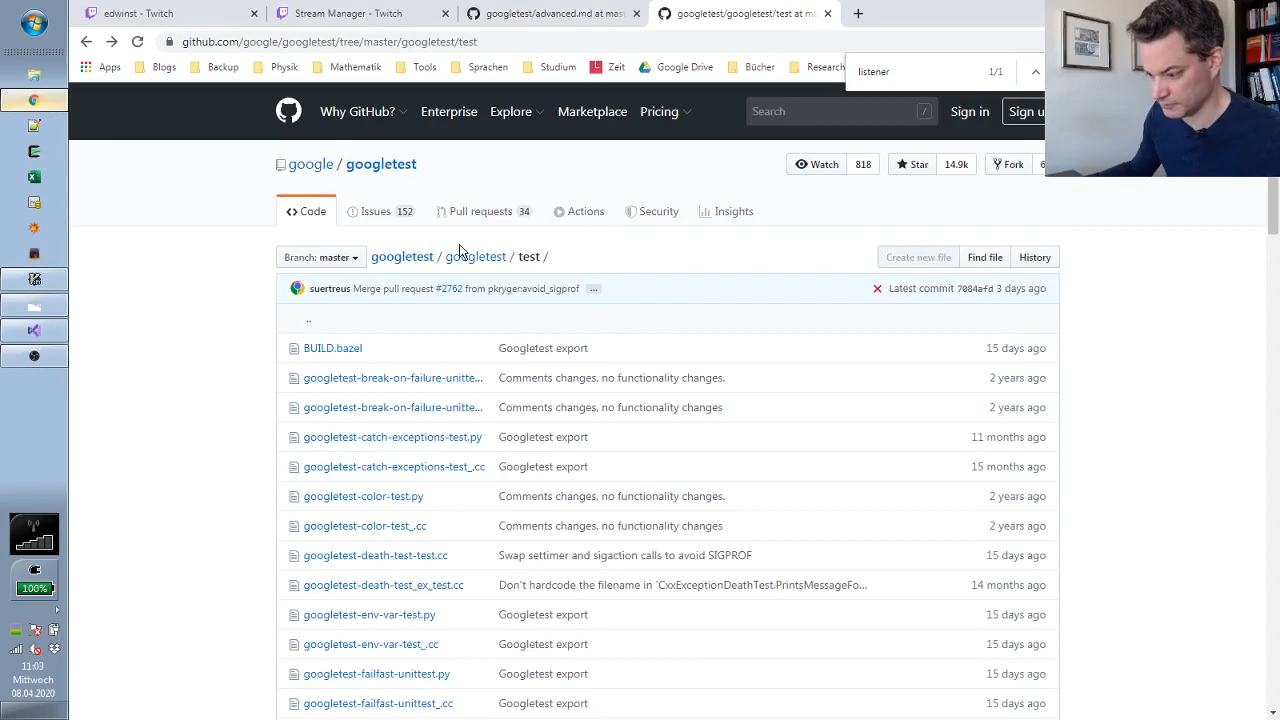 edwinst - Twitch
Stream Manager - Twitch
googletest/advanced.md at mast
googletest/googletest/test at ma
github.com/google/googletest/tree/master/googletest/test
Apps
Blogs
Backup
Physik
Mathem
Tools
Sprachen
Studium
Zeit
Google Drive
Bücher
Research
listener
1/1
Why GitHub?
Enterprise
Explore
Marketplace
Pricing
Search
/
Sign in
Sign u
google / googletest
Watch 818
Star 14.9k
Fork
Code
Issues 152
Pull requests 34
Actions
Security
Insights
Branch: master
googletest / googletest / test /
Create new file
Find file
History
suertreus Merge pull request #2762 from pkryger:avoid_sigprof ...
Latest commit 7084afd 3 days ago
..
BUILD.bazel Googletest export 15 days ago
googletest-break-on-failure-unitte... Comments changes, no functionality changes. 2 years ago
googletest-break-on-failure-unitte... Comments changes, no functionality changes 2 years ago
googletest-catch-exceptions-test.py Googletest export 11 months ago
googletest-catch-exceptions-test_.cc Googletest export 15 months ago
googletest-color-test.py Comments changes, no functionality changes. 2 years ago
googletest-color-test_.cc Comments changes, no functionality changes 2 years ago
googletest-death-test-test.cc Swap settimer and sigaction calls to avoid SIGPROF 15 days ago
googletest-death-test_ex_test.cc Don't hardcode the filename in `CxxExceptionDeathTest.PrintsMessageFo... 14 months ago
googletest-env-var-test.py Googletest export 15 days ago
googletest-env-var-test_.cc Googletest export 15 days ago
googletest-failfast-unittest.py Googletest export 15 days ago
googletest-failfast-unittest_.cc Googletest export 15 days ago
100%
11:03
Mittwoch
08.04.2020